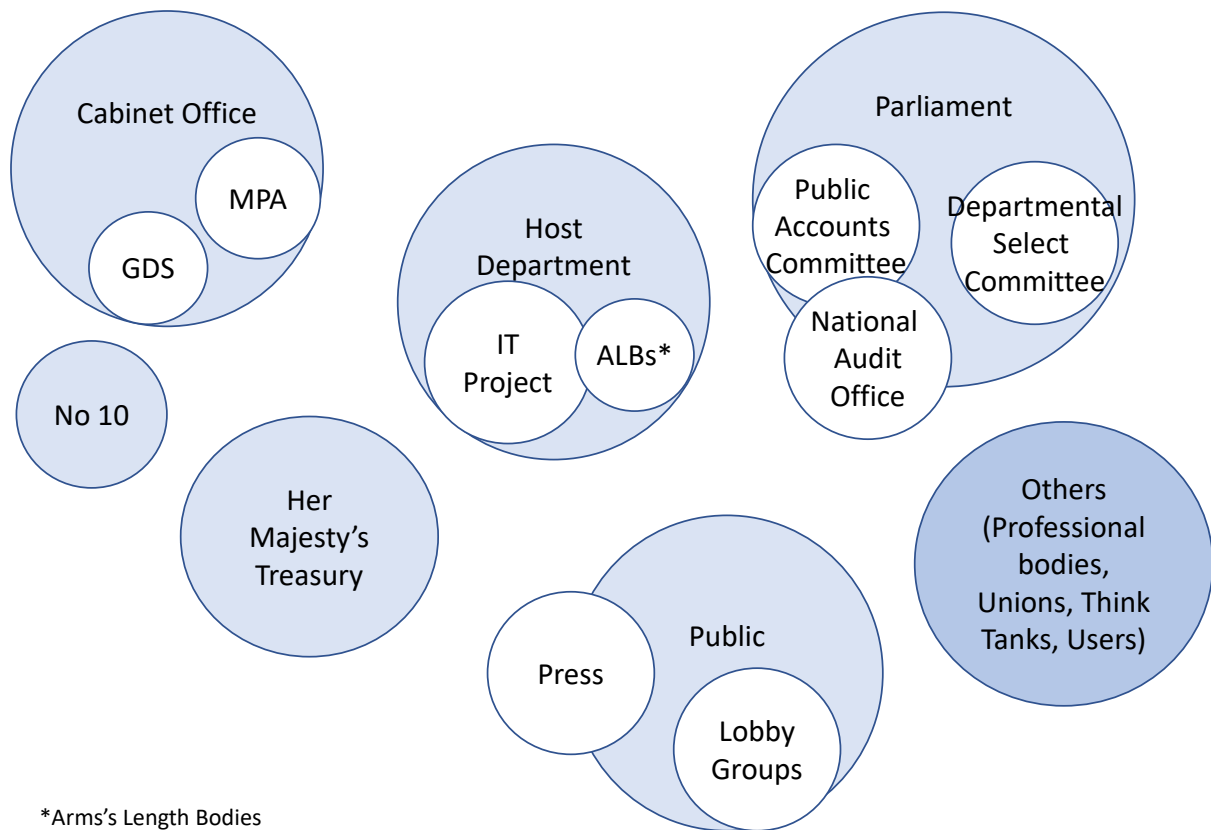 Cabinet Office
MPA
GDS
Host
Department
IT
Project
ALBs*
Parliament
Public
Accounts
Committee
Departmental
Select
Committee
National
Audit
Office
No 10
Her
Majesty’s
Treasury
Others
(Professional
bodies,
Unions, Think
Tanks, Users)
Public
Press
Lobby
Groups
*Arms’s Length Bodies